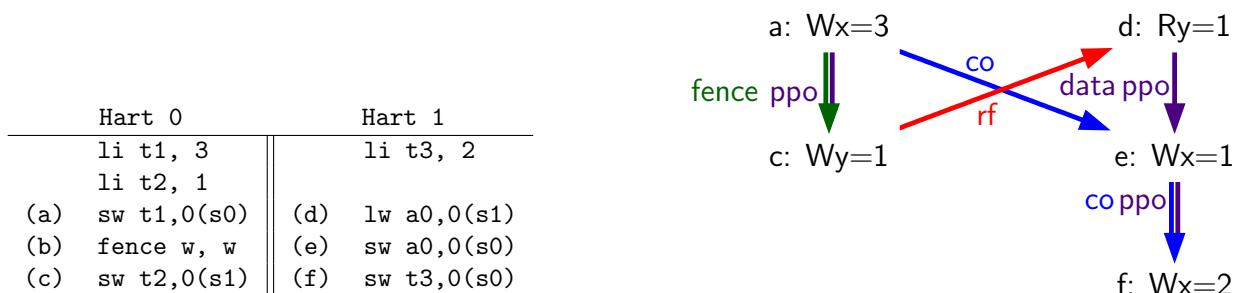 Hart 0 Hart 1
li t1, 3 li t3, 2
li t2, 1
(a) sw t1,0(s0) (d) lw a0,0(s1)
(b) fence w, w (e) sw a0,0(s0)
(c) sw t2,0(s1) (f) sw t3,0(s0)
a: Wx=3 d: Ry=1
co
fence ppo data ppo
rf
c: Wy=1 e: Wx=1
co ppo
f: Wx=2